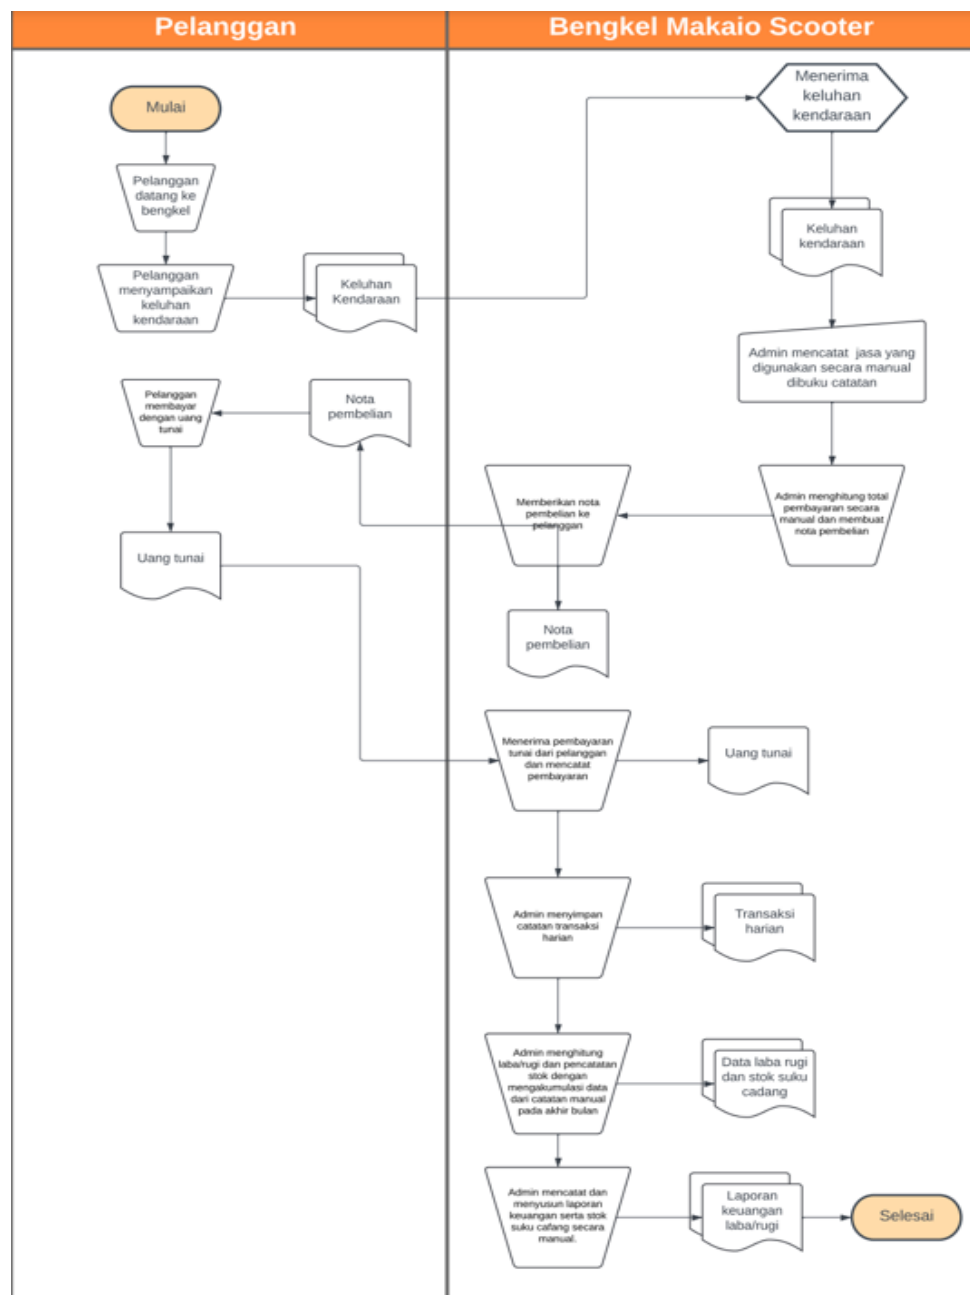 Pelanggan
Bengkel Makaio Scooter
Mulai
Pelanggan
datang ke
bengkel
Pelanggan
menyampaikan
keluhan
kendaraan
Keluhan
Kendaraan
Menerima
keluhan
kendaraan
Keluhan
kendaraan
Admin mencatat jasa yang
digunakan secara manual
dibuku catatan
Admin menghitung total
pembayaran secara
manual dan membuat
nota pembelian
Memberikan nota
pembelian ke
pelanggan
Nota
pembelian
Nota
pembelian
Pelanggan
membayar
dengan uang
tunai
Uang tunai
Menerima pembayaran
tunai dari pelanggan
dan mencatat
pembayaran
Uang tunai
Admin menyimpan
catatan transaksi
harian
Transaksi
harian
Admin menghitung
laba/rugi dan pencatatan
stok dengan
mengakumulasi data
dari catatan manual
pada akhir bulan
Data laba rugi
dan stok suku
cadang
Admin mencatat dan
menyusun laporan
keuangan serta stok
suku cafang secara
manual.
Laporan
keuangan
laba/rugi
Selesai